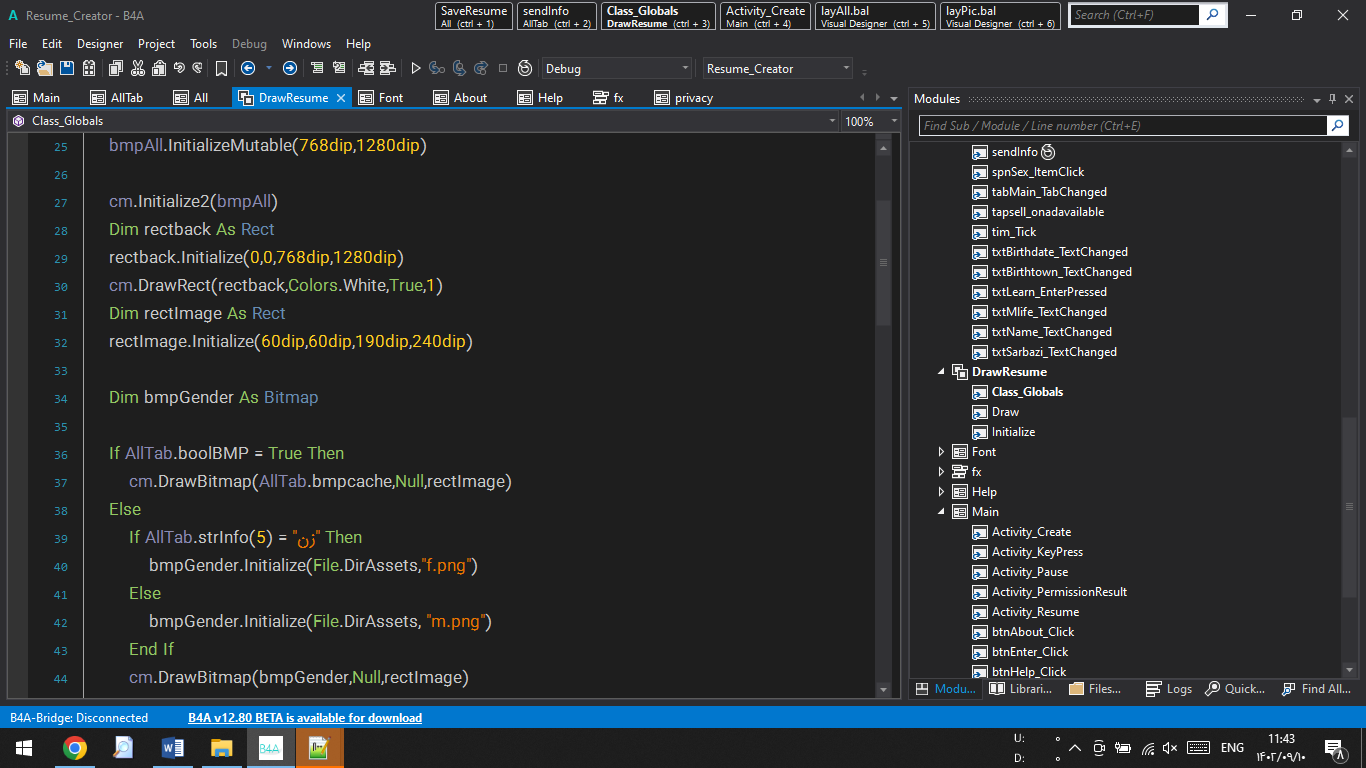 Resume_Creator - B4A
SaveResume
All (ctrl + 1)
sendInfo
AllTab (ctrl + 2)
Class_Globals
DrawResume (ctrl + 3)
Activity_Create
Main (ctrl + 4)
layAll.bal
Visual Designer (ctrl + 5)
layPic.bal
Visual Designer (ctrl + 6)
Search (Ctrl+F)
File Edit Designer Project Tools Debug Windows Help
Debug Resume_Creator
Main AllTab All DrawResume Font About Help fx privacy
Class_Globals 100%
25 bmpAll.InitializeMutable(768dip,1280dip)
26
27 cm.Initialize2(bmpAll)
28 Dim rectback As Rect
29 rectback.Initialize(0,0,768dip,1280dip)
30 cm.DrawRect(rectback,Colors.White,True,1)
31 Dim rectImage As Rect
32 rectImage.Initialize(60dip,60dip,190dip,240dip)
33
34 Dim bmpGender As Bitmap
35
36 If AllTab.boolBMP = True Then
37 cm.DrawBitmap(AllTab.bmpcache,Null,rectImage)
38 Else
39 If AllTab.strInfo(5) = "زن" Then
40 bmpGender.Initialize(File.DirAssets,"f.png")
41 Else
42 bmpGender.Initialize(File.DirAssets, "m.png")
43 End If
44 cm.DrawBitmap(bmpGender,Null,rectImage)
Modules
Find Sub / Module / Line number (Ctrl+E)
sendInfo
spnSex_ItemClick
tabMain_TabChanged
tapsell_onadavailable
tim_Tick
txtBirthdate_TextChanged
txtBirthtown_TextChanged
txtLearn_EnterPressed
txtMlife_TextChanged
txtName_TextChanged
txtSarbazi_TextChanged
DrawResume
Class_Globals
Draw
Initialize
Font
fx
Help
Main
Activity_Create
Activity_KeyPress
Activity_Pause
Activity_PermissionResult
Activity_Resume
btnAbout_Click
btnEnter_Click
btnHelp_Click
Modu... Librari... Files... Logs Quick... Find All...
B4A-Bridge: Disconnected B4A v12.80 BETA is available for download
B4A
U:
D:
ENG
11:43
۱۴۰۲/۰۹/۱۰
۸